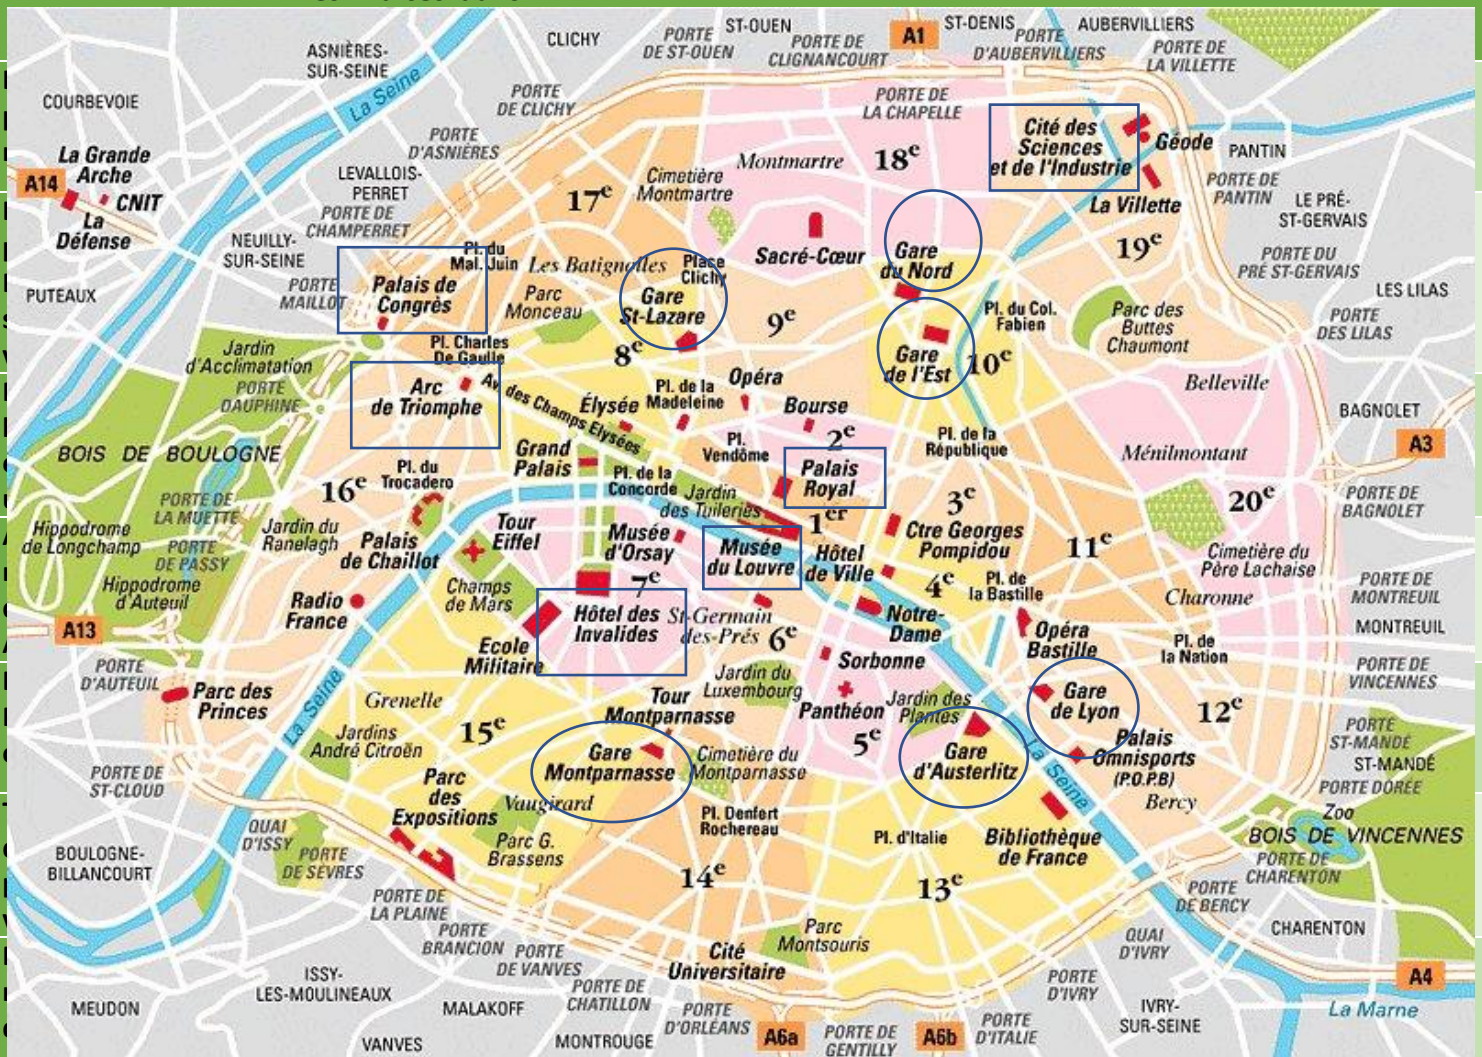 ST-OUEN
ST-DENIS
AUBERVILLIERS
CLICHY
PORTE
DE ST-OUEN
PORTE DE
CLIGNANCOURT
A1
PORTE
D'AUBERVILLIERS
PORTE DE
LA VILLETTE
ASNIÈRES-
SUR-SEINE
La Seine
COURBEVOIE
PORTE
DE CLICHY
PORTE DE
LA CHAPELLE
Cité des
Sciences
et de l'Industrie
Géode
PANTIN
La Grande
Arche
A14
CNIT
La
Défense
PORTE
D'ASNIÈRES
LEVALLOIS-
PERRET
PORTE DE
CHAMPERRET
17e
Cimetière
Montmartre
Montmartre
18e
La Villette
PORTE DE
PANTIN
LE PRÉ-
ST-GERVAIS
NEUILLY-
SUR-SEINE
Pl. du
Mal. Juin
Les Batignolles
Place
Clichy
Sacré-Cœur
Gare
du Nord
19e
PORTE DU
PRÉ ST-GERVAIS
PUTEAUX
PORTE
MAILLOT
Palais de
Congrès
Parc
Monceau
Gare
St-Lazare
9e
Pl. du Col.
Fabien
Parc des
Buttes
Chaumont
LES LILAS
PORTE
DES LILAS
Jardin
d'Acclimatation
Pl. Charles
De Gaulle
8e
Gare
de l'Est
10e
PORTE
DAUPHINE
Arc
de Triomphe
Av. des Champs Elysées
Élysée
Pl. de la
Madeleine
Opéra
Bourse
2e
Belleville
BAGNOLET
A3
BOIS DE BOULOGNE
Grand
Palais
Pl.
Vendôme
Palais
Royal
Pl. de la
République
Ménilmontant
Pl. du
Trocadero
16e
Pl. de la
Concorde
Jardin
des Tuileries
1er
3e
20e
PORTE DE
BAGNOLET
PORTE DE
LA MUETTE
Hippodrome
de Longchamp
Jardin du
Ranelagh
Palais
de Chaillot
Tour
Eiffel
Musée
d'Orsay
Musée
du Louvre
Hôtel
de Ville
Ctre Georges
Pompidou
11e
Cimetière du
Père Lachaise
PORTE
DE PASSY
Hippodrome
d'Auteuil
Champs
de Mars
7e
4e
Pl. de
la Bastille
PORTE DE
MONTREUIL
Charonne
Radio
France
Hôtel des
Invalides
St-Germain
des-Prés
6e
Notre-
Dame
Opéra
Bastille
MONTREUIL
A13
Ecole
Militaire
Sorbonne
Pl. de
la Nation
PORTE
D'AUTEUIL
Parc des
Princes
Grenelle
Tour
Montparnasse
Jardin du
Luxembourg
Panthéon
Jardin des
Plantes
Gare
de Lyon
12e
PORTE DE
VINCENNES
La Seine
Jardins
André Citroën
15e
Gare
Montparnasse
Cimetière du
Montparnasse
5e
Gare
d'Austerlitz
La Seine
Palais
Omnisports
(P.O.P.B)
PORTE
ST-MANDÉ
ST-MANDÉ
PORTE DE
ST-CLOUD
Parc
des
Expositions
Vaugirard
Bercy
PORTE DOREE
Zoo
BOIS DE VINCENNES
QUAI
D'ISSY
PORTE
DE SEVRES
Parc G.
Brassens
Pl. Denfert
Rochereau
Pl. d'Italie
Bibliothèque
de France
BOULOGNE-
BILLANCOURT
14e
13e
PORTE DE
CHARENTON
PORTE DE
LA PLAINE
PORTE
DE BERCY
CHARENTON
PORTE
BRANCION
PORTE
DE VANVES
Cité
Universitaire
Parc
Montsouris
QUAI
D'IVRY
ISSY-
LES-MOULINEAUX
PORTE DE
CHATILLON
PORTE
D'IVRY
A4
MEUDON
MALAKOFF
PORTE
D'ORLÉANS
A6a
PORTE DE
GENTILLY
A6b
PORTE
D'ITALIE
IVRY-
SUR-SEINE
La Marne
VANVES
MONTROUGE